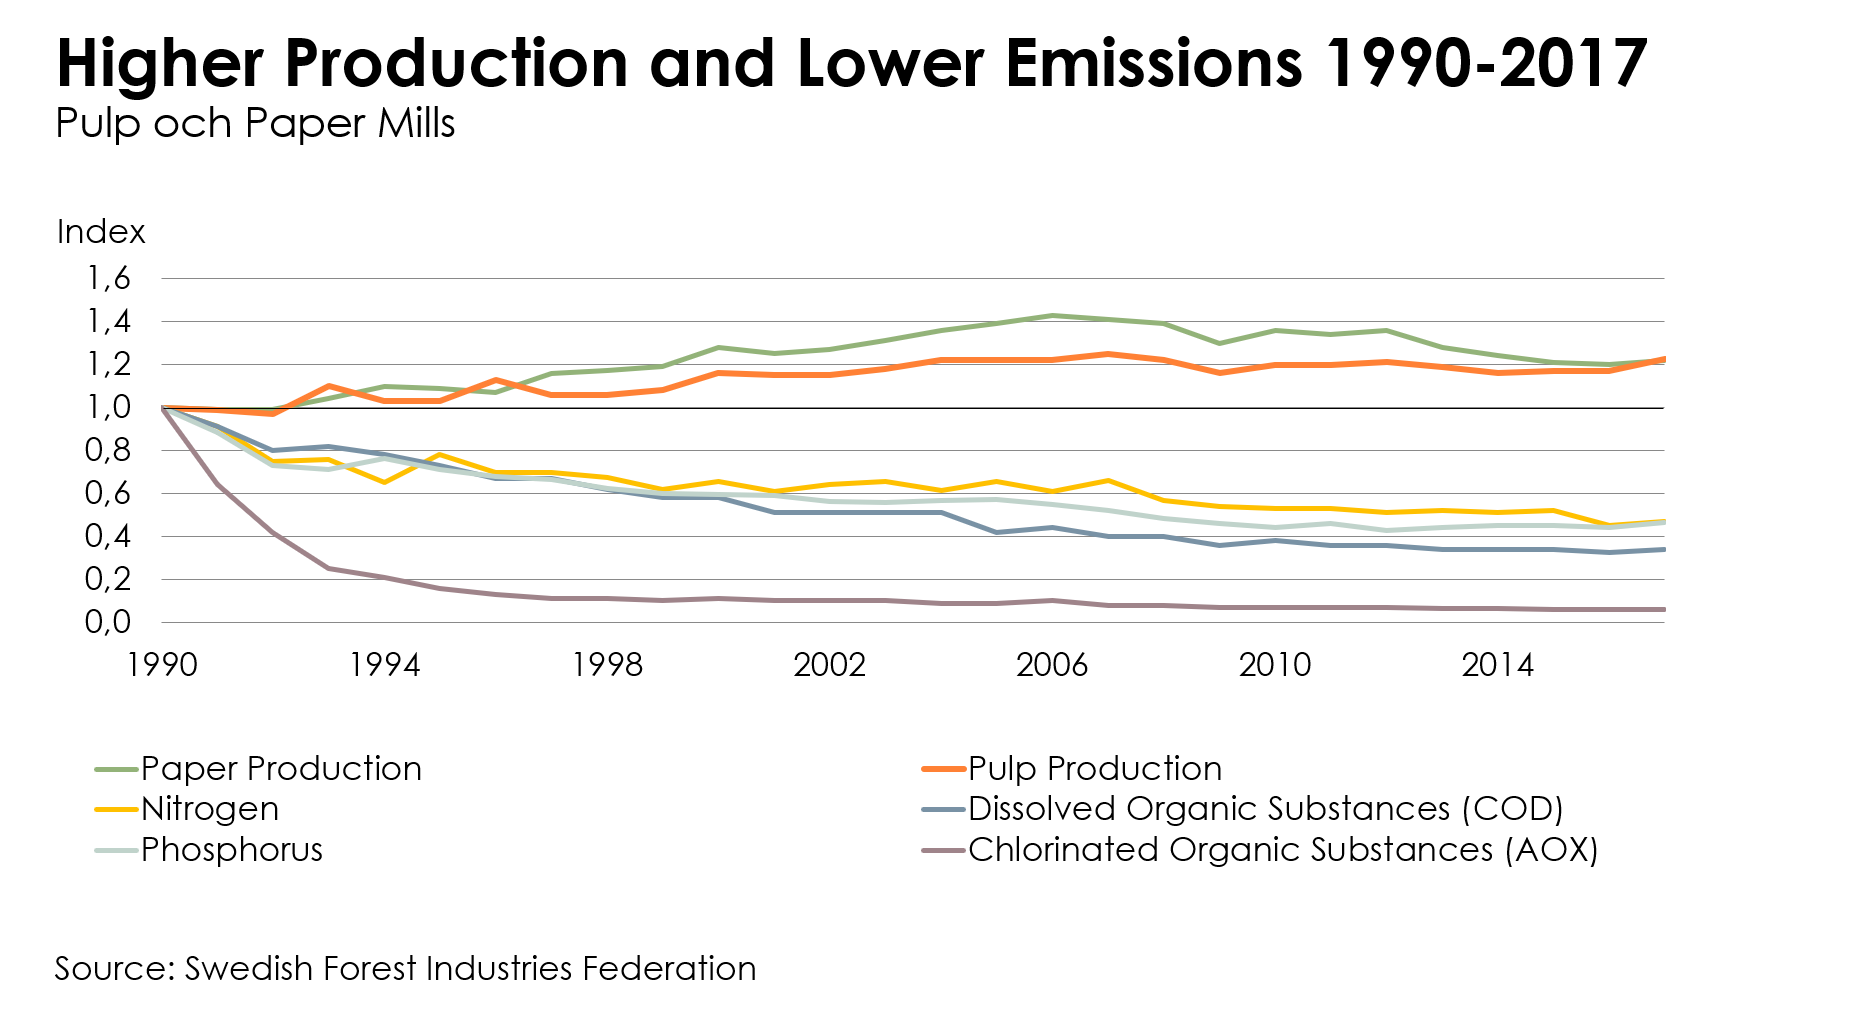 Higher Production and Lower Emissions 1990-2017
Pulp och Paper Mills
Index
1,6
1,4
1,2
1,0
0,8
0,6
0,4
0,2
0,0
1990 1994 1998 2002 2006 2010 2014
Paper Production Pulp Production
Nitrogen Dissolved Organic Substances (COD)
Phosphorus Chlorinated Organic Substances (AOX)
Source: Swedish Forest Industries Federation